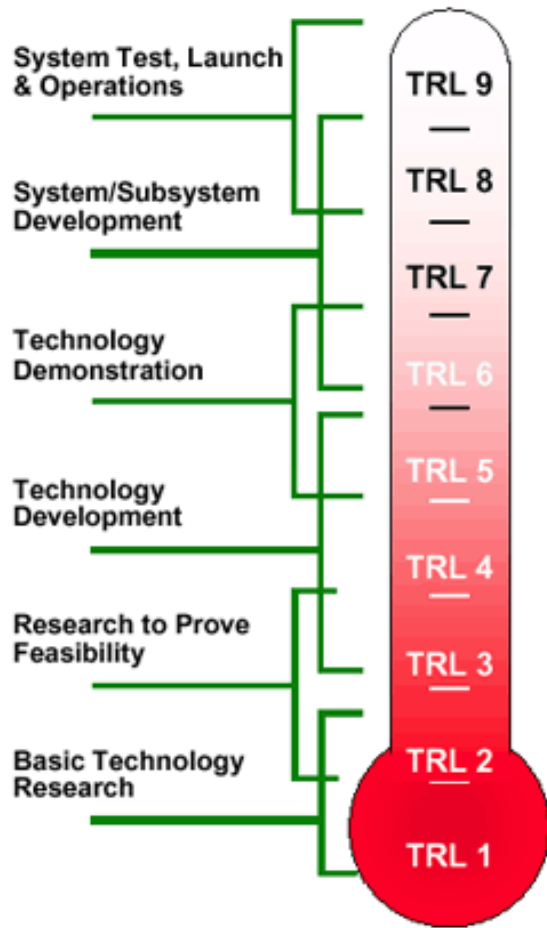 System Test, Launch
& Operations
System/Subsystem
Development
Technology
Demonstration
Technology
Development
Research to Prove
Feasibility
Basic Technology
Research
TRL 9
TRL 8
TRL 7
TRL 6
TRL 5
TRL 4
TRL 3
TRL 2
TRL 1